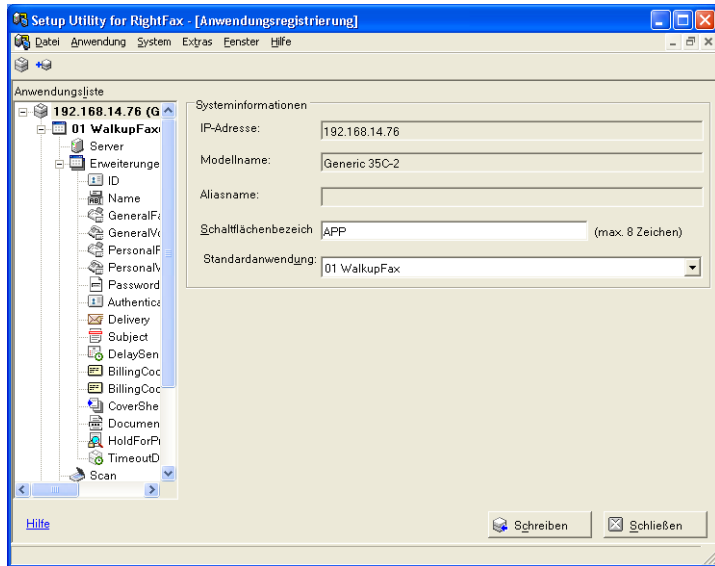 Setup Utility for RightFax - [Anwendungsregistrierung]
Datei Anwendung System Extras Fenster Hilfe
Anwendungsliste
192.168.14.76 (G
01 WalkupFax
Server
Erweiterunge
ID
Name
GeneralFa
GeneralVo
PersonalF
PersonalV
Password
Authentica
Delivery
Subject
DelaySen
BillingCoc
BillingCoc
CoverShe
Documen
HoldForPr
TimeoutD
Scan
Systeminformationen
IP-Adresse: 192.168.14.76
Modellname: Generic 35C-2
Aliasname:
Schaltflächenbezeich APP (max. 8 Zeichen)
Standardanwendung: 01 WalkupFax
Hilfe
Schreiben Schließen